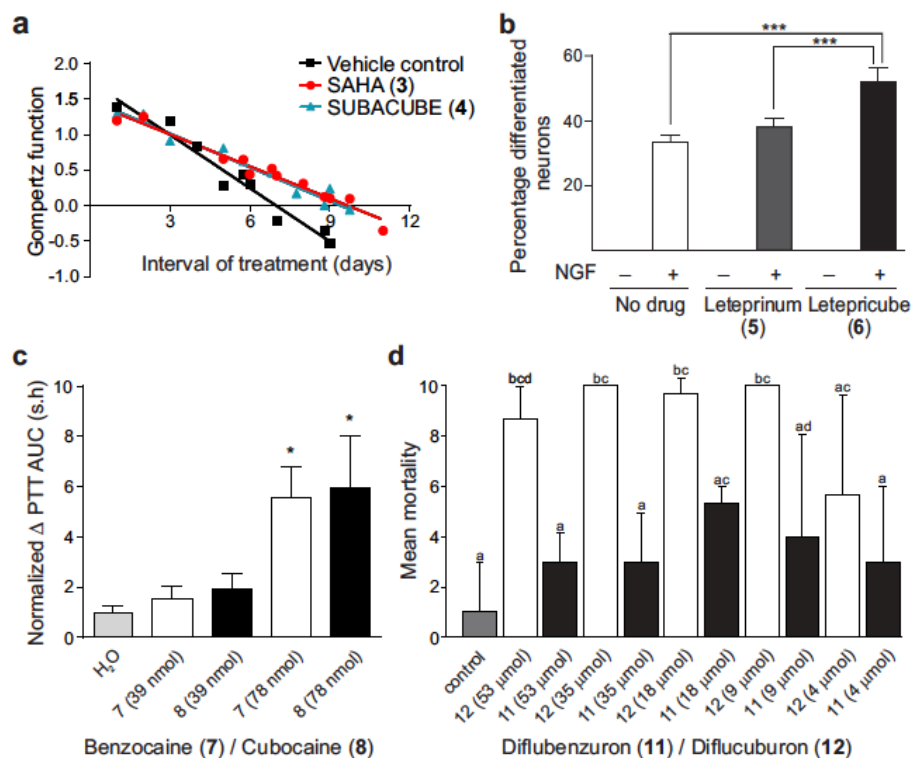 a
Vehicle control
SAHA (3)
SUBACUBE (4)
Gompertz function
2.0
1.5
1.0
0.5
0.0
-0.5
-1.0
3
6
9
12
Interval of treatment (days)
b
Percentage differentiated
neurons
60
40
20
***
***
NGF – + – + – +
No drug Leteprinum Letepricube
(5) (6)
c
Normalized Δ PTT AUC (s.h)
10
8
6
4
2
0
* *
H₂O
7 (39 nmol)
8 (39 nmol)
7 (78 nmol)
8 (78 nmol)
Benzocaine (7) / Cubocaine (8)
d
Mean mortality
10
8
6
4
2
0
a bcd a bc a bc ac bc ad ac a
control
12 (53 μmol)
11 (53 μmol)
12 (35 μmol)
11 (35 μmol)
12 (18 μmol)
11 (18 μmol)
12 (9 μmol)
11 (9 μmol)
12 (4 μmol)
11 (4 μmol)
Diflubenzuron (11) / Diflucuburon (12)